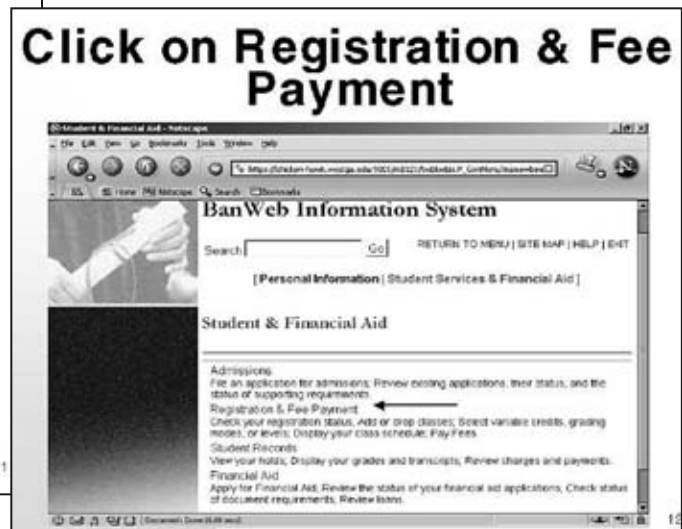 Click on Registration & Fee
Payment
Student & Financial Aid - Netscape
File Edit View Go Bookmarks Tools Window Help
Home My Netscape Search Bookmarks
BanWeb Information System
Search Go RETURN TO MENU | SITE MAP | HELP | EXIT
[ Personal Information | Student Services & Financial Aid ]
Student & Financial Aid
Admissions
File an application for admissions; Review existing applications, their status, and the
status of supporting requirements.
Registration & Fee Payment
Check your registration status; Add or drop classes; Select variable credits, grading
modes, or levels; Display your class schedule; Pay Fees.
Student Records
View your holds; Display your grades and transcripts; Review charges and payments.
Financial Aid
Apply for Financial Aid; Review the status of your financial aid applications; Check status
of document requirements; Review loans.